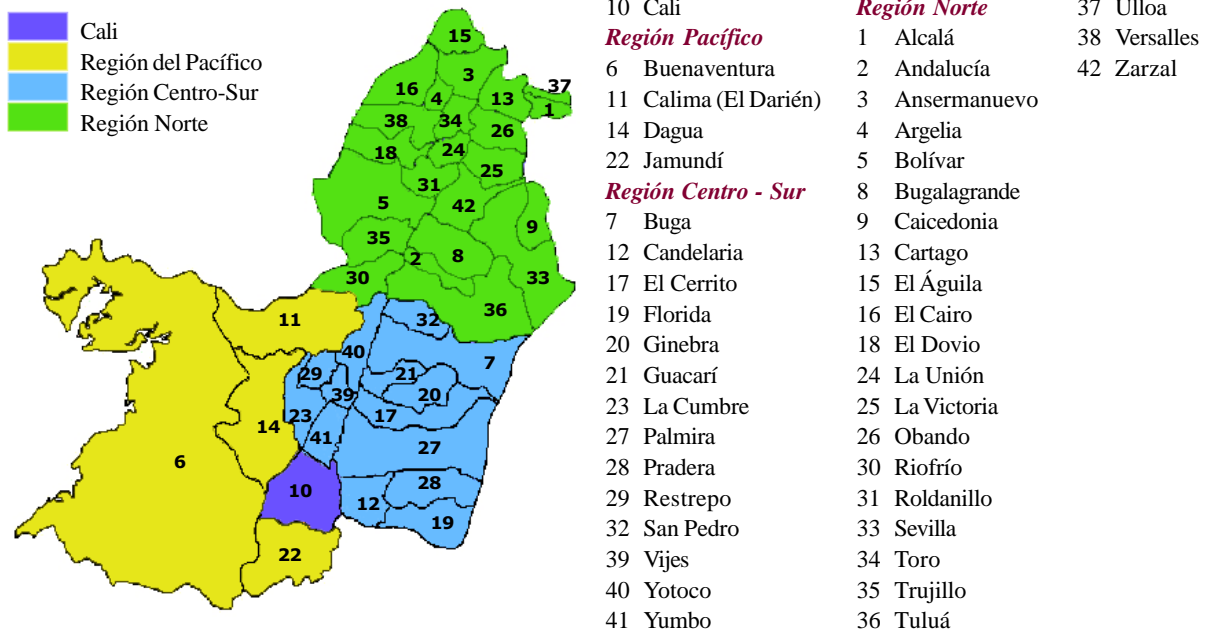 Cali
Región del Pacífico
Región Centro-Sur
Región Norte
15
3
37
16
4
13
1
38
34
26
18
24
25
31
5
42
9
35
2
8
33
30
36
11
32
40
7
29
21
39
20
23
17
14
41
27
6
10
28
12
19
22
10 Cali
Región Pacífico
6 Buenaventura
11 Calima (El Darién)
14 Dagua
22 Jamundí
Región Centro - Sur
7 Buga
12 Candelaria
17 El Cerrito
19 Florida
20 Ginebra
21 Guacarí
23 La Cumbre
27 Palmira
28 Pradera
29 Restrepo
32 San Pedro
39 Vijes
40 Yotoco
41 Yumbo
Región Norte
1 Alcalá
2 Andalucía
3 Ansermanuevo
4 Argelia
5 Bolívar
8 Bugalagrande
9 Caicedonia
13 Cartago
15 El Águila
16 El Cairo
18 El Dovio
24 La Unión
25 La Victoria
26 Obando
30 Riofrío
31 Roldanillo
33 Sevilla
34 Toro
35 Trujillo
36 Tuluá
37 Ulloa
38 Versalles
42 Zarzal